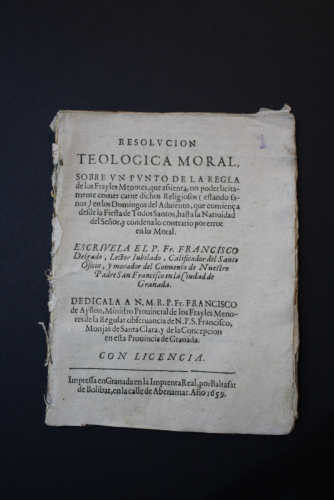 1
RESOLVCION
TEOLOGICA MORAL,
SOBRE VN PVNTO DE LA REGLA
de los Frayles Menores, que assienta, no poder licita-
mente comer carne dichos Religiosos (estando sa-
nos) en los Domingos del Aduiento, que comiença
desde la Fiesta de Todos Santos, hasta la Natiuidad
del Señor, y condena lo contrario por error
en lo Moral.
ESCRIVELA EL P. Fr. FRANCISCO
Delgado, Lector Iubilado, Calificador del Santo
Oficio, y morador del Conuento de Nuestro
Padre San Francisco en la Ciudad de
Granada.
DEDICALA A N. M. R. P. Fr. FRANCISCO
de Ayllon, Ministro Prouincial de los Frayles Meno-
res de la Regular obseruancia de N. P. S. Francisco,
Monjas de Santa Clara, y de la Concepcion
en esta Prouincia de Granada.
CON LICENCIA.
Impressa en Granada en la Imprenta Real, por Baltasar
de Bolibar, en la calle de Abenamar. Año 1659.